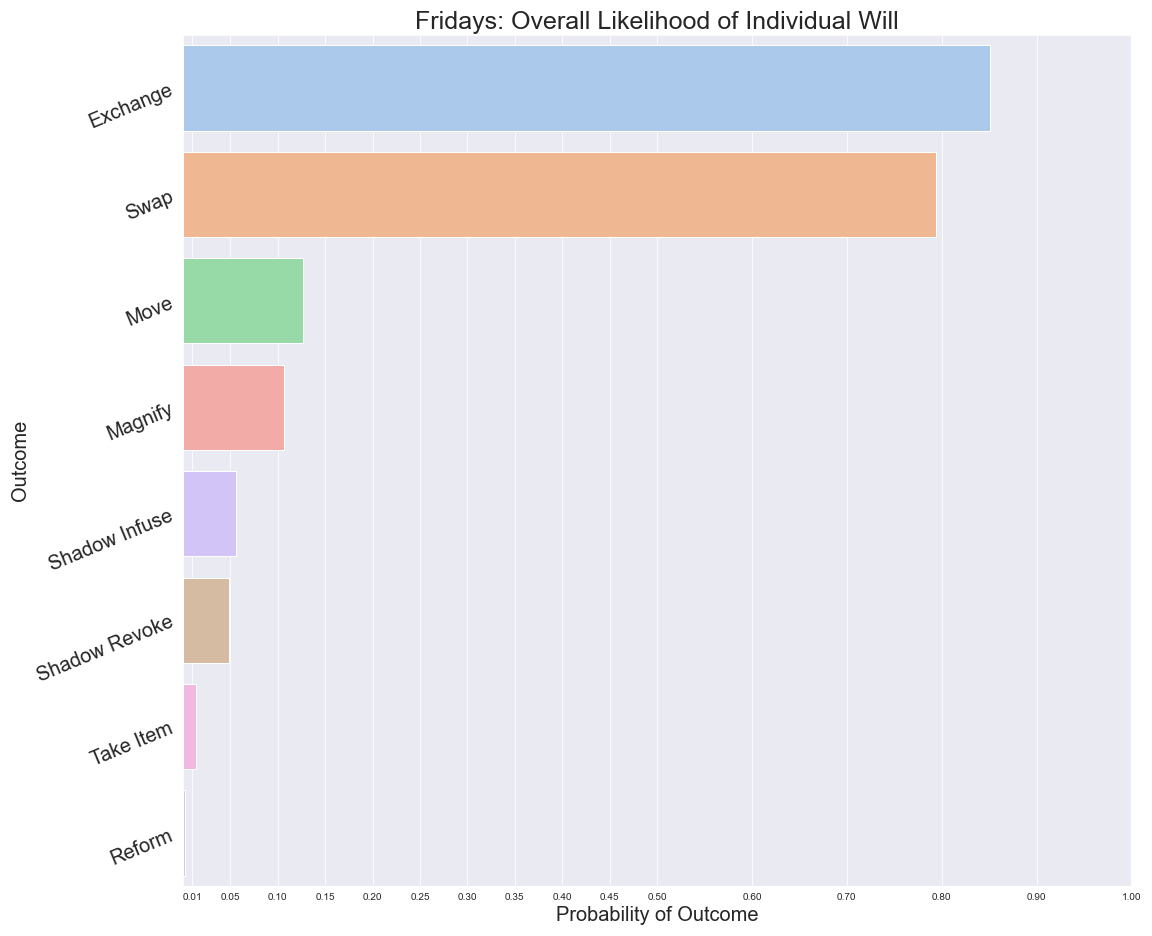 Fridays: Overall Likelihood of Individual Will
Exchange
Swap
Move
Magnify
Shadow Infuse
Shadow Revoke
Take Item
Reform
Outcome
0.01 0.05 0.10 0.15 0.20 0.25 0.30 0.35 0.40 0.45 0.50 0.60 0.70 0.80 0.90 1.00
Probability of Outcome